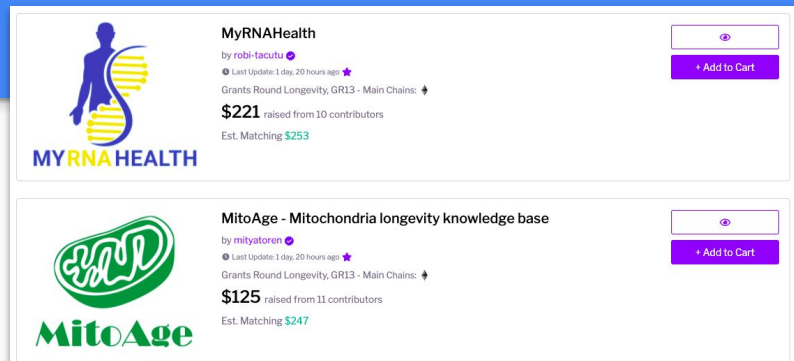 MyRNAHealth
by robi-tacutu
Last Update: 1 day, 20 hours ago
Grants Round Longevity, GR13 - Main Chains:
$221 raised from 10 contributors
Est. Matching $253
+ Add to Cart
MYRNAHEALTH
MitoAge - Mitochondria longevity knowledge base
by mityatoren
Last Update: 1 day, 20 hours ago
Grants Round Longevity, GR13 - Main Chains:
$125 raised from 11 contributors
Est. Matching $247
+ Add to Cart
MitoAge